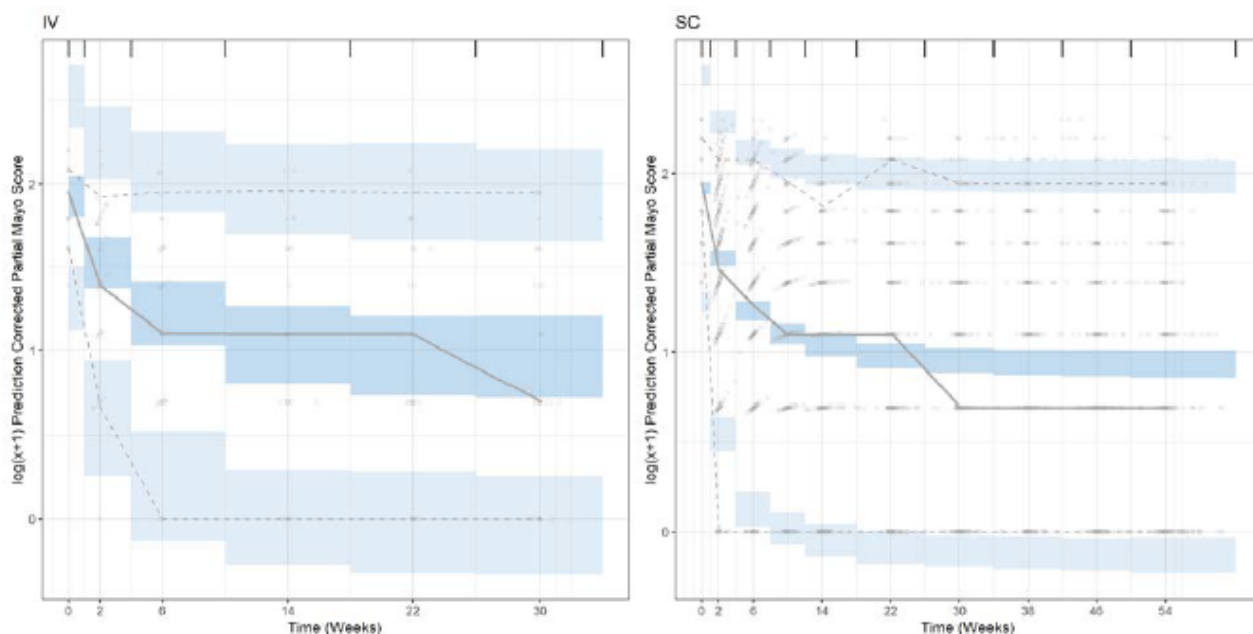 IV
log(x+1) Prediction Corrected Partial Mayo Score
2
1
0
0 2 6 14 22 30
Time (Weeks)
SC
log(x+1) Prediction Corrected Partial Mayo Score
2
1
0
0 2 6 14 22 30 38 46 54
Time (Weeks)